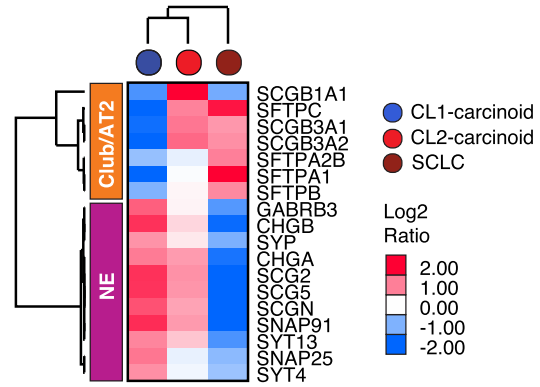 Club/AT2
NE
SCGB1A1
SFTPC
SCGB3A1
SCGB3A2
SFTPA2B
SFTPA1
SFTPB
GABRB3
CHGB
SYP
CHGA
SCG2
SCG5
SCGN
SNAP91
SYT13
SNAP25
SYT4
CL1-carcinoid
CL2-carcinoid
SCLC
Log2
Ratio
2.00
1.00
0.00
-1.00
-2.00